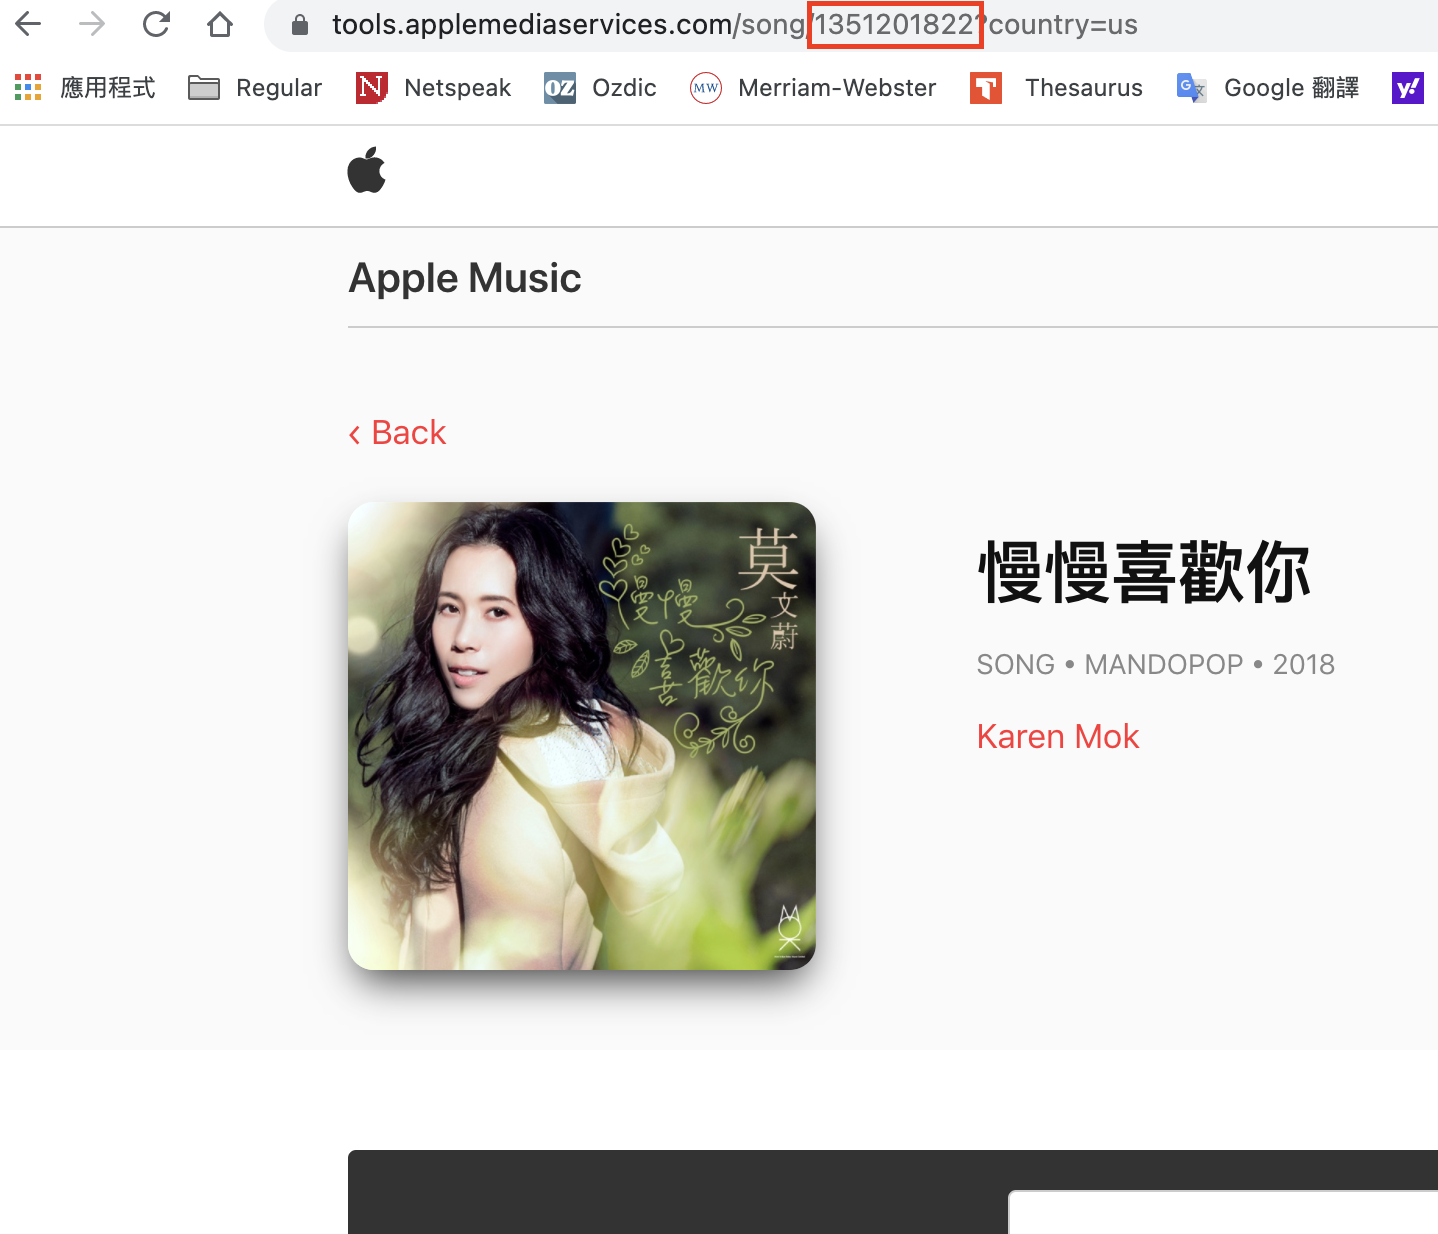 tools.applemediaservices.com/song/1351201822?country=us
應用程式 Regular Netspeak OZ Ozdic MW Merriam-Webster Thesaurus Google 翻譯 y!
Apple Music
‹ Back
莫文蔚
慢慢
喜歡你
慢慢喜歡你
SONG • MANDOPOP • 2018
Karen Mok